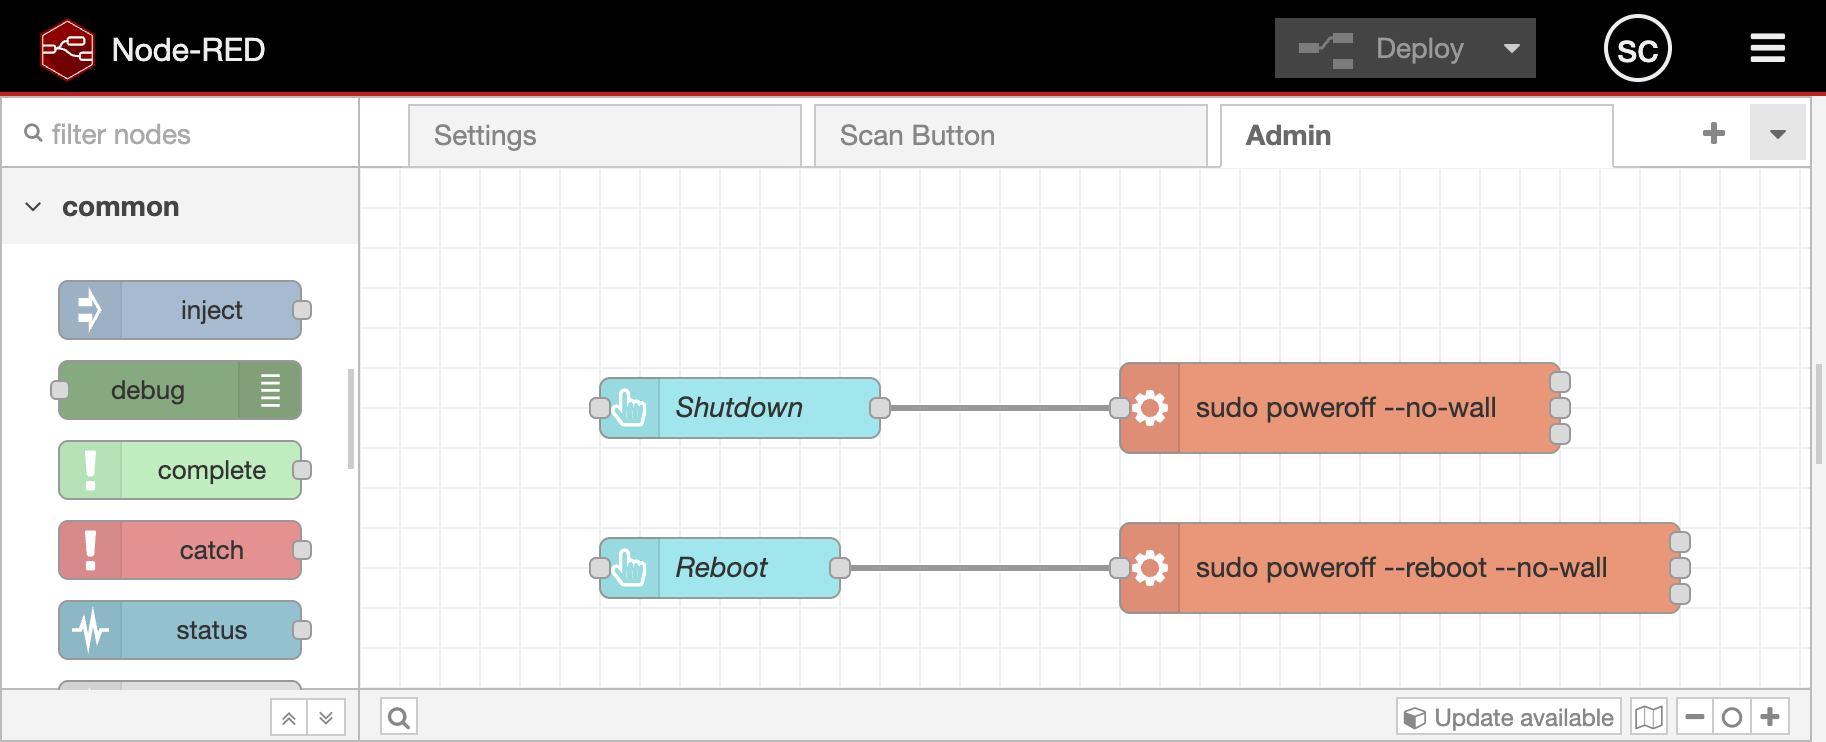 Node-RED
Deploy
SC
filter nodes
Settings
Scan Button
Admin
common
inject
debug
complete
catch
status
Shutdown
sudo poweroff --no-wall
Reboot
sudo poweroff --reboot --no-wall
Update available